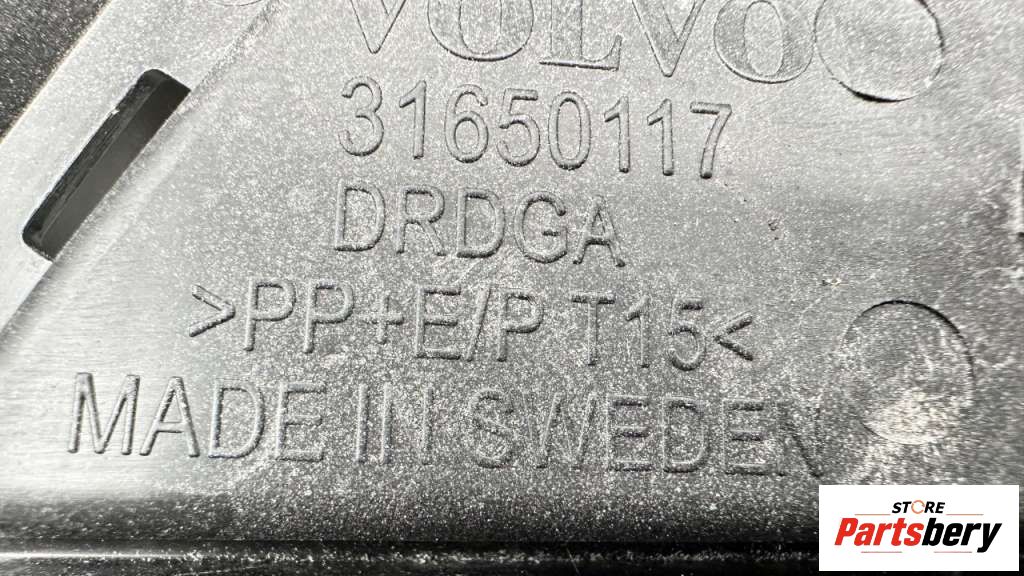 VOLVO
31650117
DRDGA
>PP+E/P T15<
MADE IN SWEDEN
STORE
Partsbery